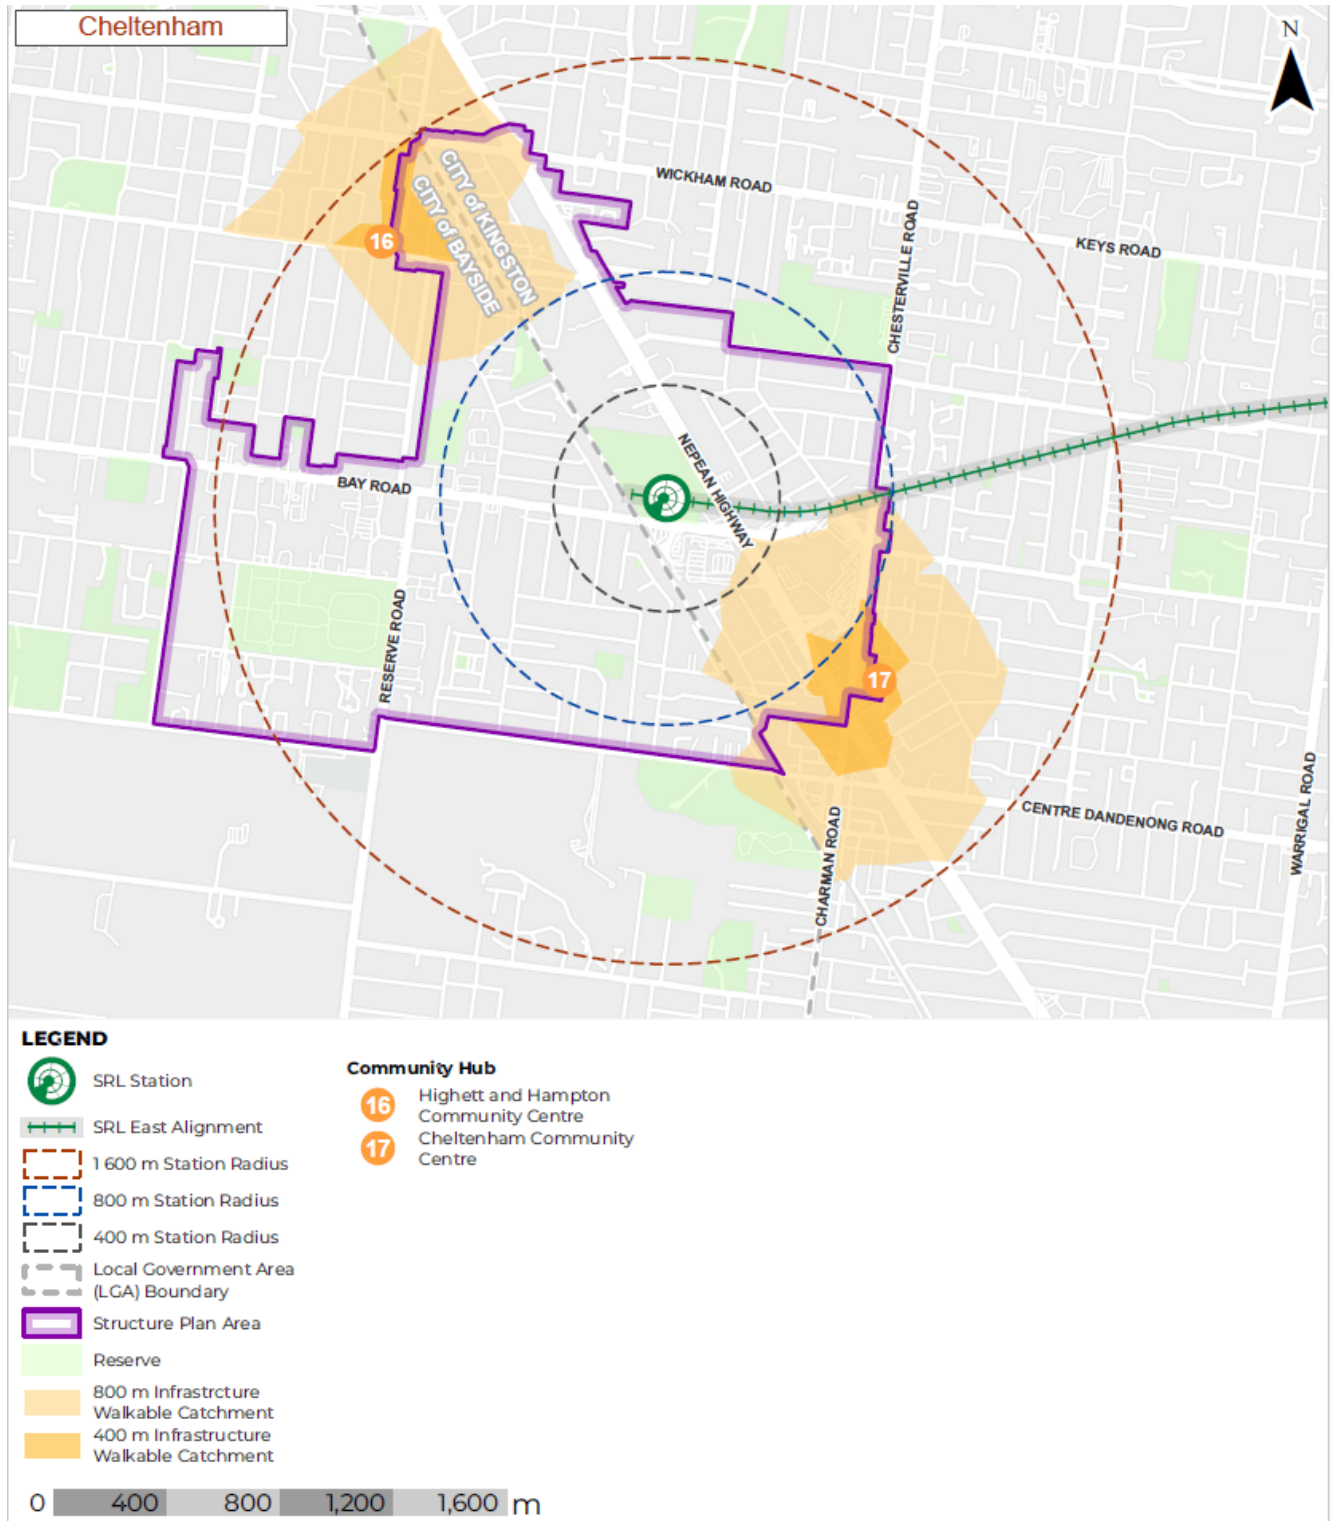 Cheltenham
N
WICKHAM ROAD
CITY of KINGSTON
CITY of BAYSIDE
16
KEYS ROAD
CHESTERVILLE ROAD
NEPEAN HIGHWAY
BAY ROAD
RESERVE ROAD
17
CENTRE DANDENONG ROAD
WARRIGAL ROAD
CHARMAN ROAD
LEGEND
SRL Station
SRL East Alignment
1 600 m Station Radius
800 m Station Radius
400 m Station Radius
Local Government Area
(LGA) Boundary
Structure Plan Area
Reserve
800 m Infrastrcture
Walkable Catchment
400 m Infrastructure
Walkable Catchment
Community Hub
16 Highett and Hampton
Community Centre
17 Cheltenham Community
Centre
0 400 800 1,200 1,600 m